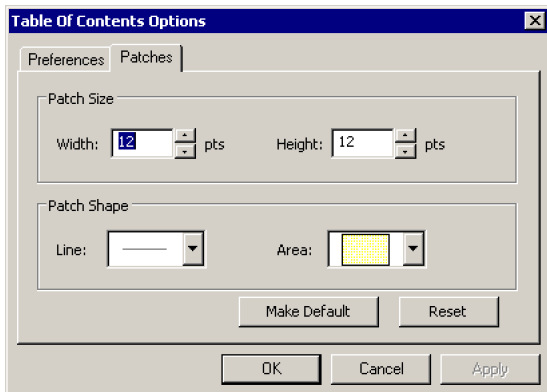 Table Of Contents Options
Preferences Patches
Patch Size
Width: 12 pts Height: 12 pts
Patch Shape
Line: Area:
Make Default Reset
OK Cancel Apply